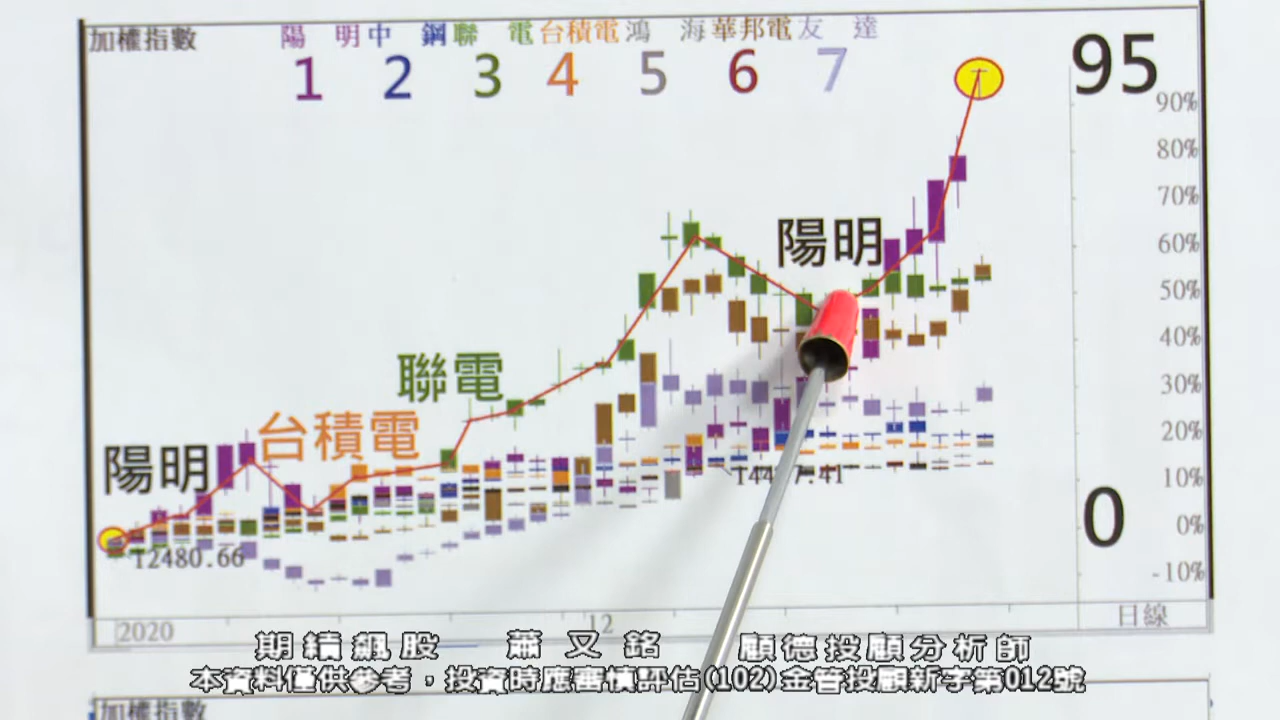 加權指數 陽明 中鋼 聯電 台積電 鴻海 華邦電 友達
1 2 3 4 5 6 7
95
90%
80%
70%
陽明
60%
50%
40%
聯電
30%
台積電
20%
陽明
10%
0
0%
12480.66
-10%
2020 12 日線
期績飆股 蕭又銘 顧德投顧分析師
本資料僅供參考，投資時應審慎評估(102)金管投顧新字第012號
加權指數